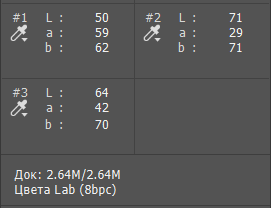 #1 L : 50 #2 L : 71
a : 59 a : 29
b : 62 b : 71
#3 L : 64
a : 42
b : 70
Док: 2.64M/2.64M
Цвета Lab (8bpc)